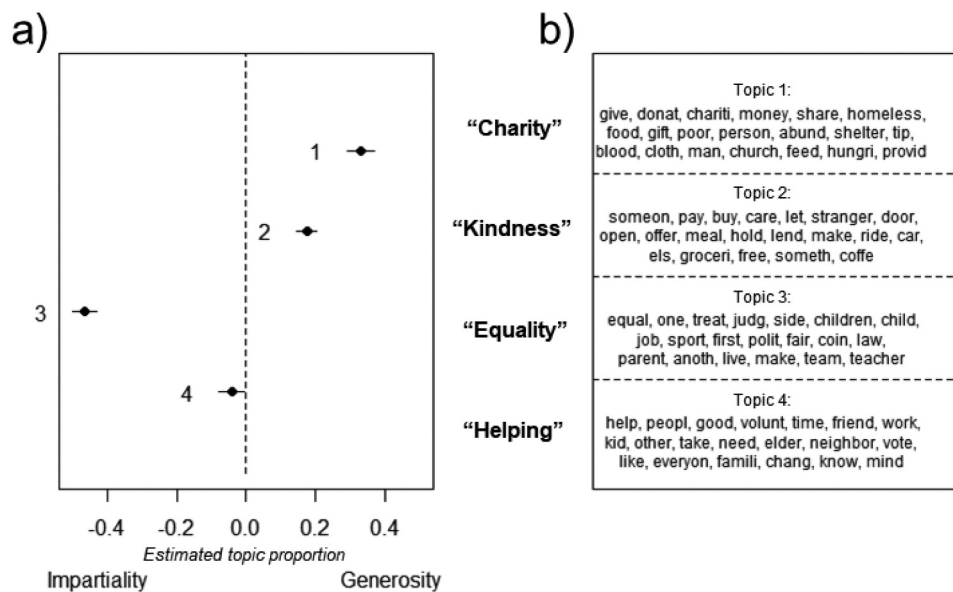 a)
1
2
3
4
-0.4 -0.2 0.0 0.2 0.4
Estimated topic proportion
Impartiality Generosity
“Charity”
“Kindness”
“Equality”
“Helping”
b)
Topic 1:
give, donat, chariti, money, share, homeless,
food, gift, poor, person, abund, shelter, tip,
blood, cloth, man, church, feed, hungri, provid
Topic 2:
someon, pay, buy, care, let, stranger, door,
open, offer, meal, hold, lend, make, ride, car,
els, groceri, free, someth, coffe
Topic 3:
equal, one, treat, judg, side, children, child,
job, sport, first, polit, fair, coin, law,
parent, anoth, live, make, team, teacher
Topic 4:
help, peopl, good, volunt, time, friend, work,
kid, other, take, need, elder, neighbor, vote,
like, everyon, famili, chang, know, mind